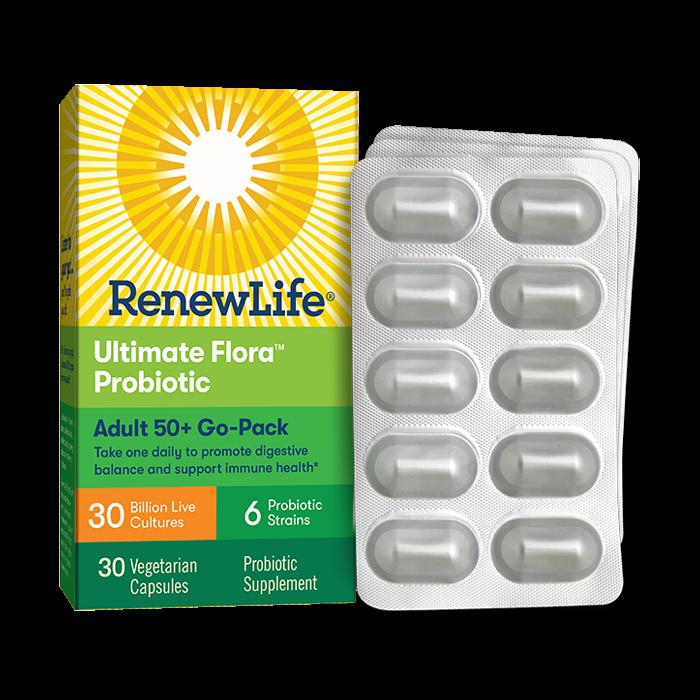 RenewLife®
Ultimate Flora™
Probiotic
Adult 50+ Go-Pack
Take one daily to promote digestive
balance and support immune health*
30 Billion Live
Cultures
6 Probiotic
Strains
30 Vegetarian
Capsules
Probiotic
Supplement